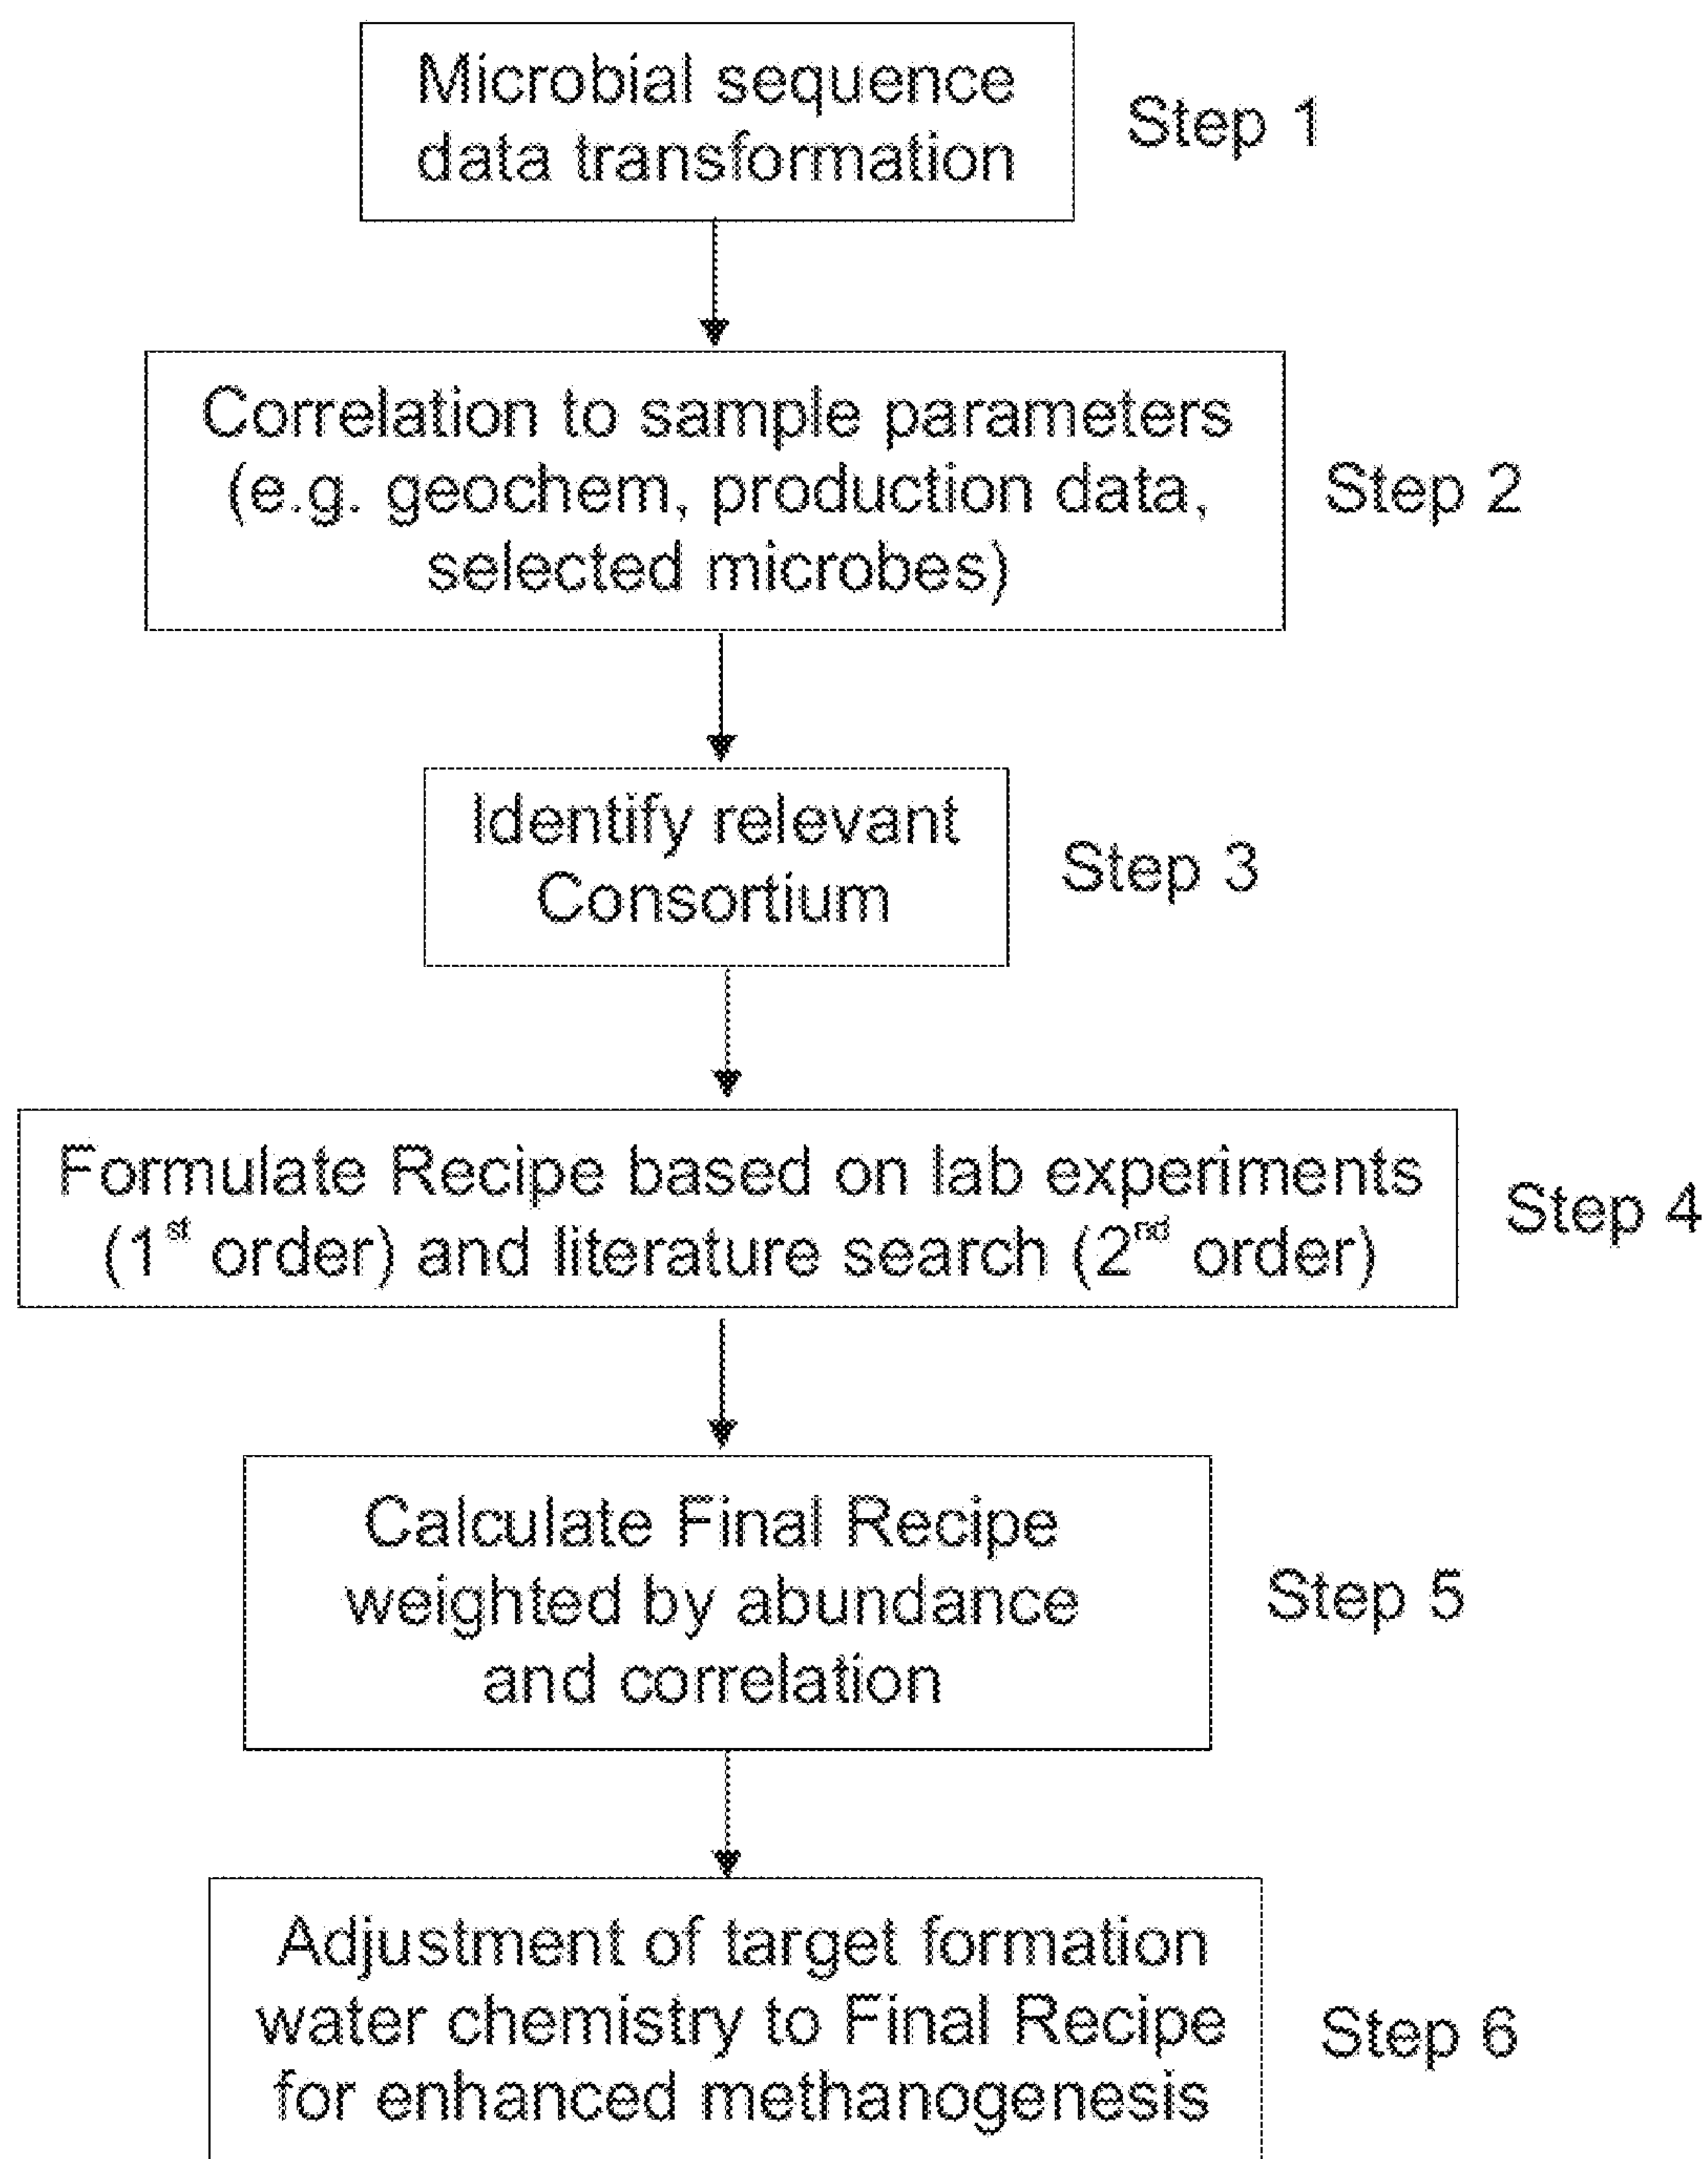 Microbial sequence
data transformation
Step 1
Correlation to sample parameters
(e.g. geochem, production data,
selected microbes)
Step 2
Identify relevant
Consortium
Step 3
Formulate Recipe based on lab experiments
(1st order) and literature search (2nd order)
Step 4
Calculate Final Recipe
weighted by abundance
and correlation
Step 5
Adjustment of target formation
water chemistry to Final Recipe
for enhanced methanogenesis
Step 6